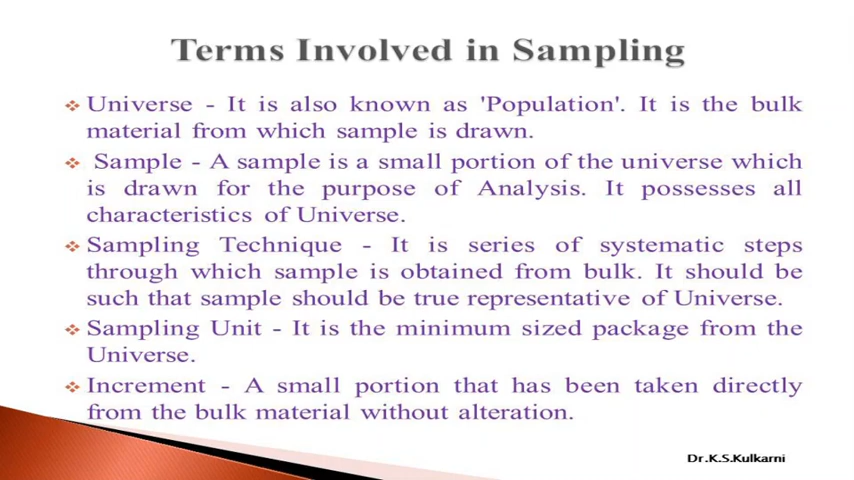 Terms Involved in Sampling
❖ Universe - It is also known as 'Population'. It is the bulk
material from which sample is drawn.
❖ Sample - A sample is a small portion of the universe which
is drawn for the purpose of Analysis. It possesses all
characteristics of Universe.
❖ Sampling Technique - It is series of systematic steps
through which sample is obtained from bulk. It should be
such that sample should be true representative of Universe.
❖ Sampling Unit - It is the minimum sized package from the
Universe.
❖ Increment - A small portion that has been taken directly
from the bulk material without alteration.
Dr.K.S.Kulkarni